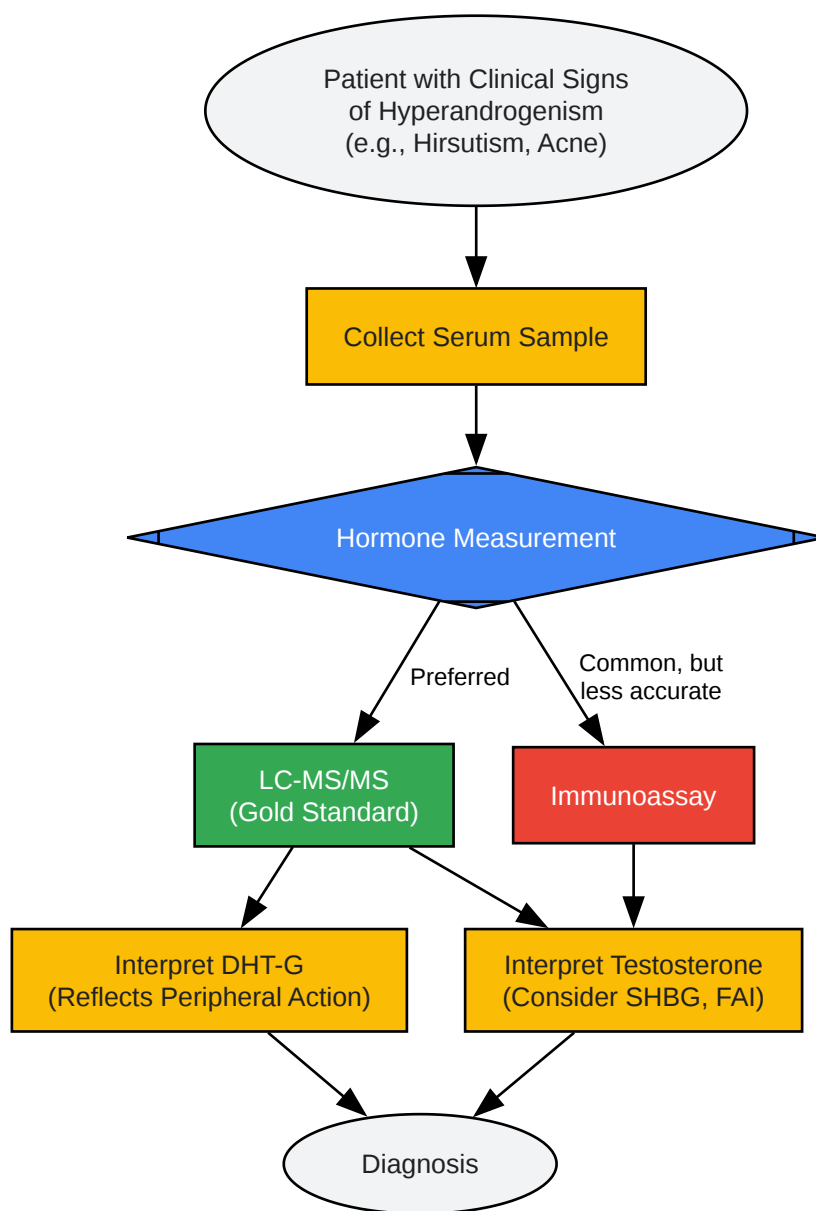 Patient with Clinical Signs
of Hyperandrogenism
(e.g., Hirsutism, Acne)
Collect Serum Sample
Hormone Measurement
Preferred
Common, but
less accurate
LC-MS/MS
(Gold Standard)
Immunoassay
Interpret DHT-G
(Reflects Peripheral Action)
Interpret Testosterone
(Consider SHBG, FAI)
Diagnosis